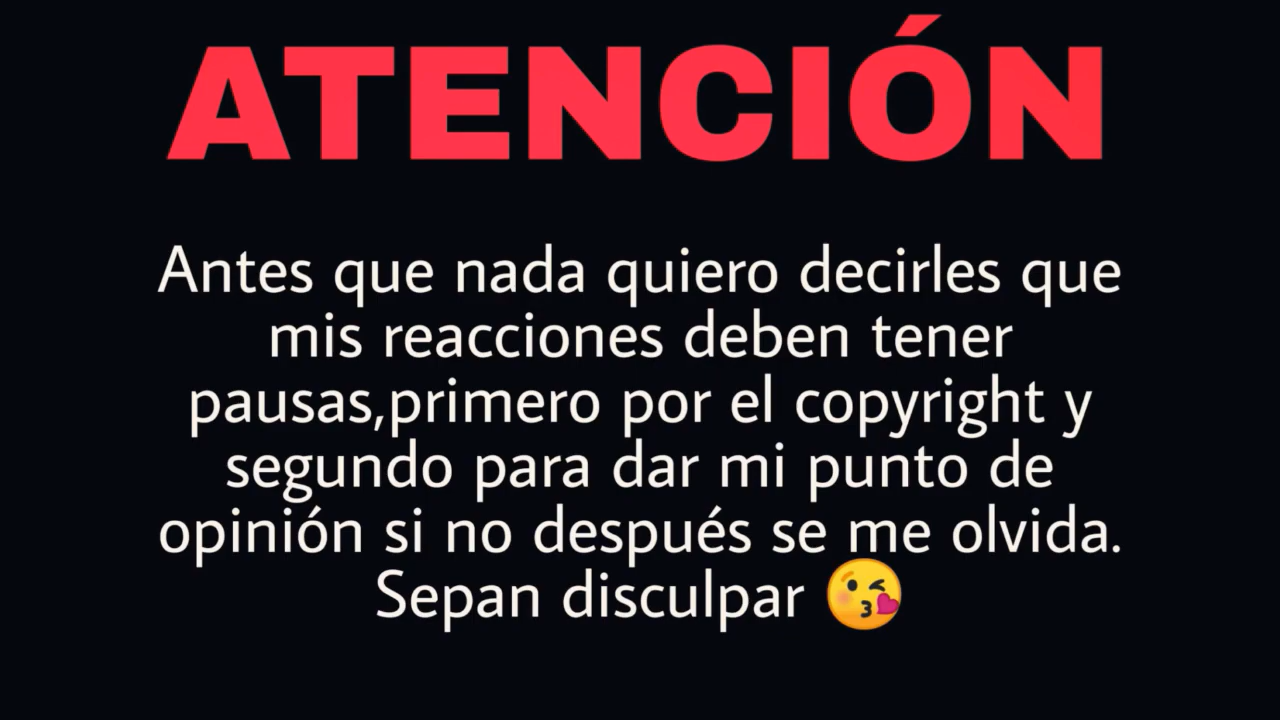 ATENCIÓN
Antes que nada quiero decirles que
mis reacciones deben tener
pausas,primero por el copyright y
segundo para dar mi punto de
opinión si no después se me olvida.
Sepan disculpar 😘